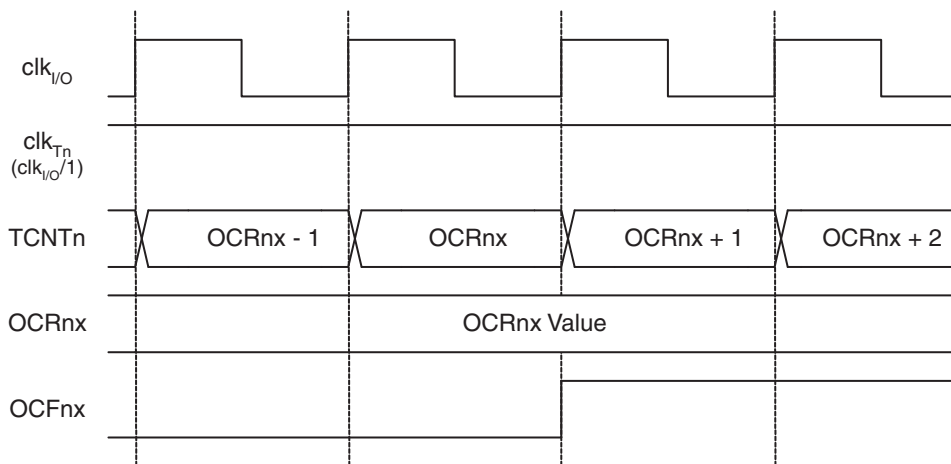 clkI/O
clkTn
(clkI/O/1)
TCNTn
OCRnx - 1 OCRnx OCRnx + 1 OCRnx + 2
OCRnx
OCRnx Value
OCFnx